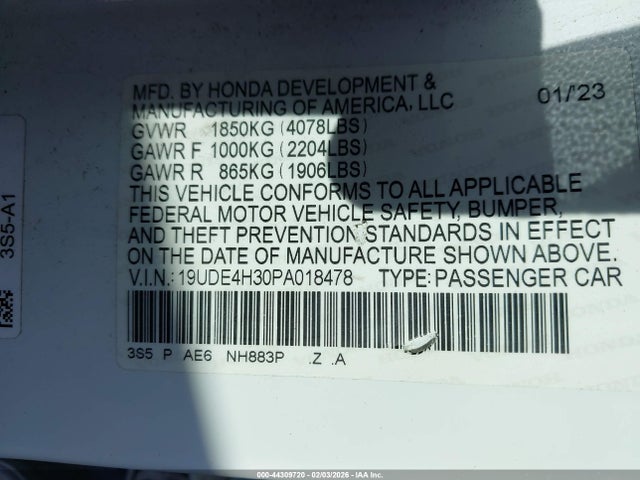 MFD. BY HONDA DEVELOPMENT &
MANUFACTURING OF AMERICA, LLC 01/'23
GVWR 1850KG (4078LBS)
GAWR F 1000KG (2204LBS)
GAWR R 865KG (1906LBS)
THIS VEHICLE CONFORMS TO ALL APPLICABLE
FEDERAL MOTOR VEHICLE SAFETY, BUMPER,
AND THEFT PREVENTION STANDARDS IN EFFECT
ON THE DATE OF MANUFACTURE SHOWN ABOVE.
V.I.N.: 19UDE4H30PA018478 TYPE: PASSENGER CAR
3S5 P AE6 NH883P .Z .A
3S5-A1
000-44309720 - 02/03/2026 - IAA Inc.